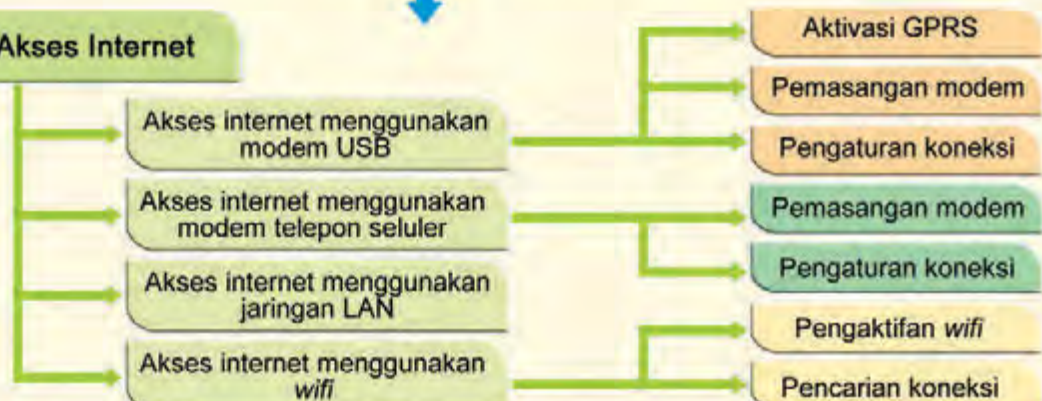 Akses Internet
Akses internet menggunakan
modem USB
Akses internet menggunakan
modem telepon seluler
Akses internet menggunakan
jaringan LAN
Akses internet menggunakan
wifi
Aktivasi GPRS
Pemasangan modem
Pengaturan koneksi
Pemasangan modem
Pengaturan koneksi
Pengaktifan wifi
Pencarian koneksi